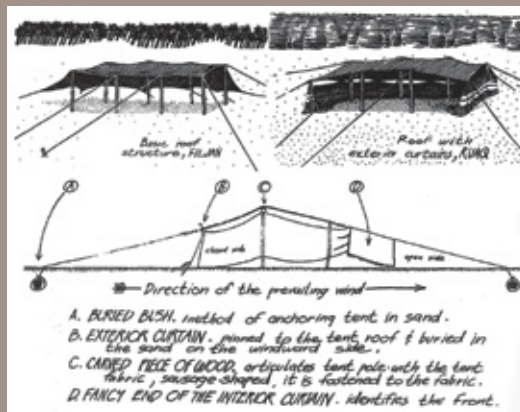 Basic roof
structure, FILJAH
Roof with
exterior curtains, RUAQ
A
B
C
D
closed side
open side
Direction of the prevailing wind
A. BURIED BUSH. method of anchoring tent in sand.
B. EXTERIOR CURTAIN. pinned to the tent roof & buried in
the sand on the windward side.
C. CARVED PIECE OF WOOD. articulates tent pole with the tent
fabric, sausage-shaped, it is fastened to the fabric.
D. FANCY END OF THE INTERIOR CURTAIN. identifies the front.